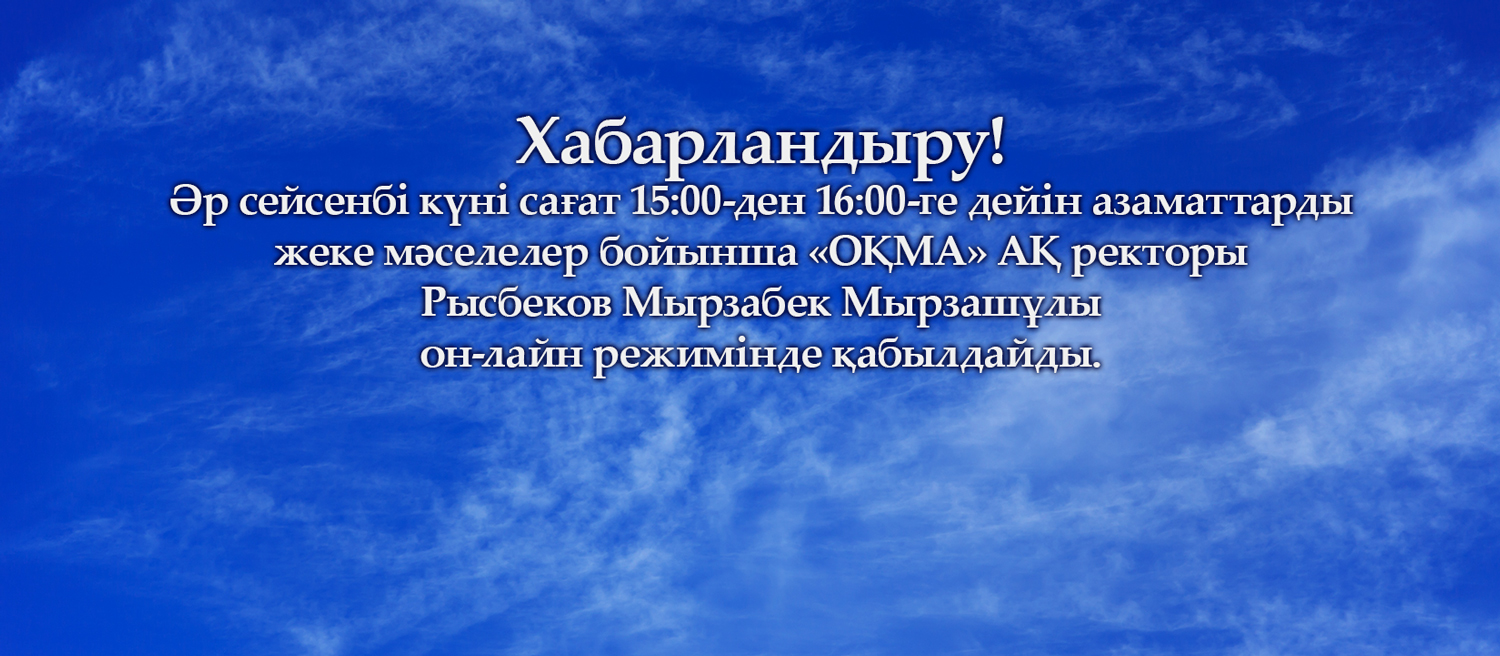 Хабарландыру!
Әр сейсенбі күні сағат 15:00-ден 16:00-ге дейін азаматтарды
жеке мәселелер бойынша «ОҚМА» АҚ ректоры
Рысбеков Мырзабек Мырзашұлы
он-лайн режимінде қабылдайды.